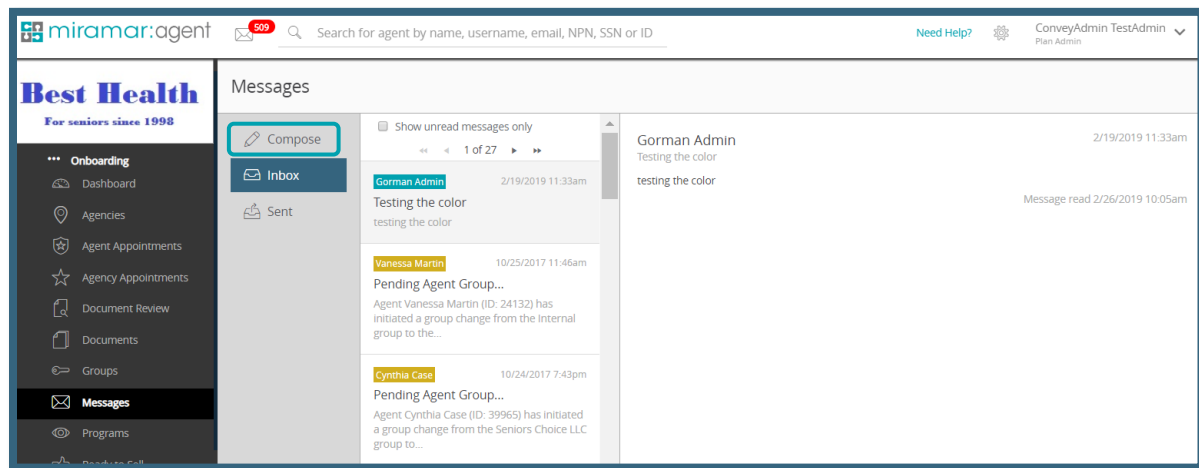 miramar:agent
509
Search for agent by name, username, email, NPN, SSN or ID
Need Help?
ConveyAdmin TestAdmin
Plan Admin
Best Health
For seniors since 1998
Onboarding
Dashboard
Agencies
Agent Appointments
Agency Appointments
Document Review
Documents
Groups
Messages
Programs
Ready to Sell
Messages
Compose
Inbox
Sent
Show unread messages only
1 of 27
Gorman Admin 2/19/2019 11:33am
Testing the color
testing the color
Vanessa Martin 10/25/2017 11:46am
Pending Agent Group...
Agent Vanessa Martin (ID: 24132) has
initiated a group change from the Internal
group to the...
Cynthia Case 10/24/2017 7:43pm
Pending Agent Group...
Agent Cynthia Case (ID: 39965) has initiated
a group change from the Seniors Choice LLC
group to...
Gorman Admin 2/19/2019 11:33am
Testing the color
testing the color
Message read 2/26/2019 10:05am